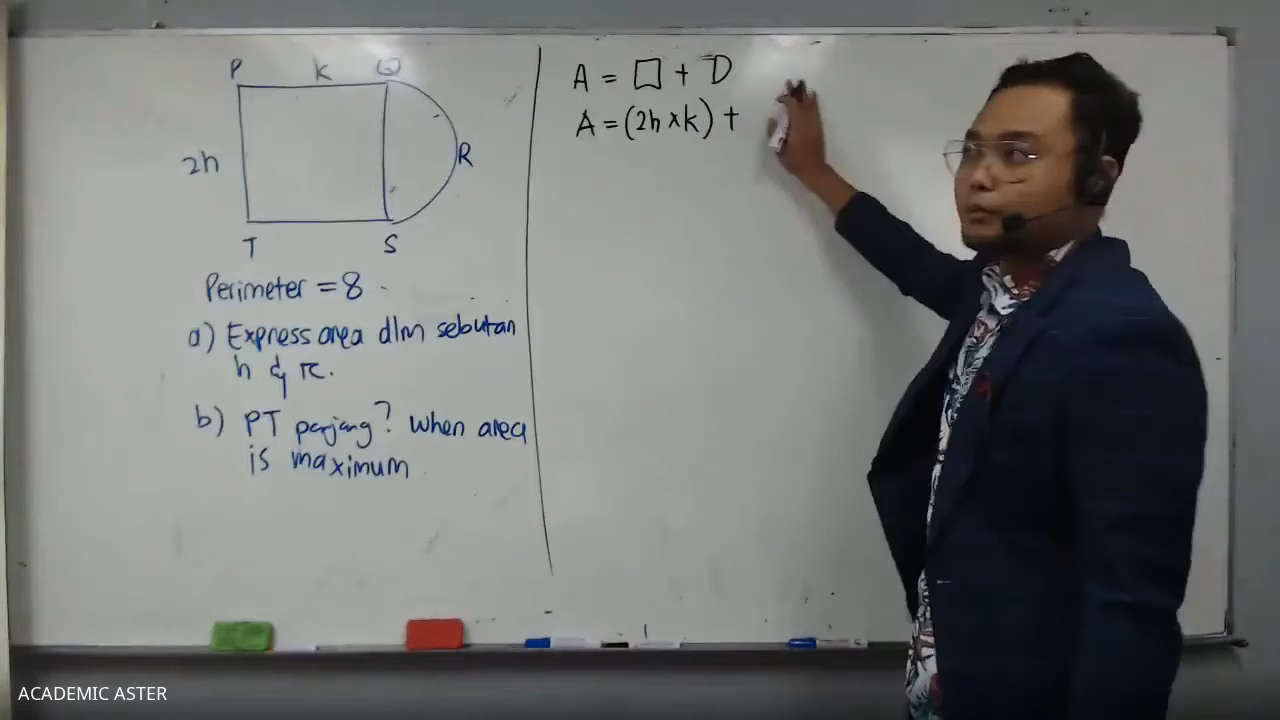 P K Q
2h
R
T S
Perimeter = 8
a) Express area dlm sebutan
h & π.
b) PT panjang? when area
is maximum
A = □ + D
A = (2h × k) +
ACADEMIC ASTER